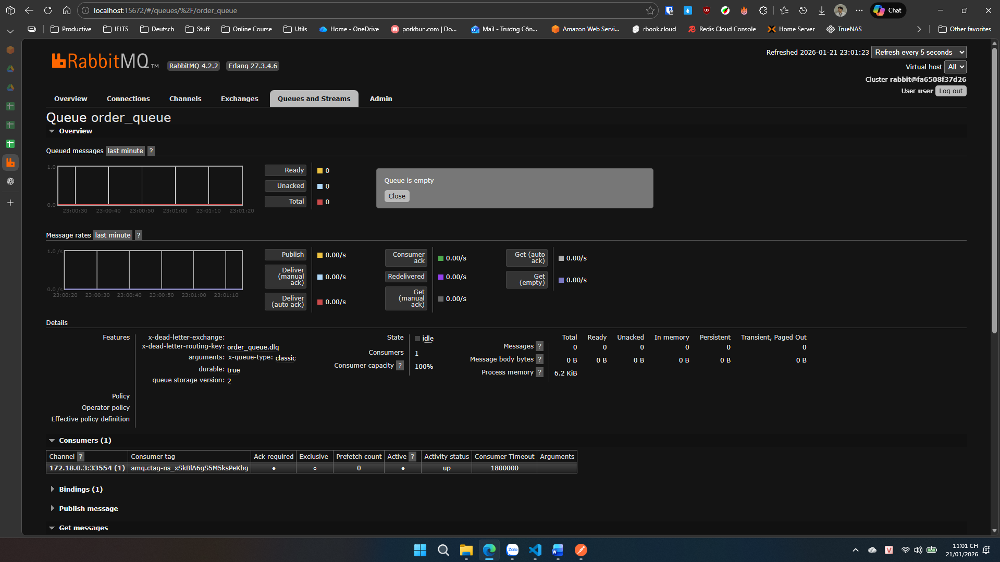 localhost:15672/#/queues/%2F/order_queue
Chat
Productive
IELTS
Deutsch
Stuff
Online Course
Utils
Home - OneDrive
porkbun.com | Do...
Mail - Trương Côn...
Amazon Web Servi...
rbook.cloud
Redis Cloud Console
Home Server
TrueNAS
Other favorites
RabbitMQ TM
RabbitMQ 4.2.2
Erlang 27.3.4.6
Refreshed 2026-01-21 23:01:23
Refresh every 5 seconds
Virtual host All
Cluster rabbit@fa6508f37d26
User user Log out
Overview
Connections
Channels
Exchanges
Queues and Streams
Admin
Queue order_queue
Overview
Queued messages last minute ?
1.0
0.0
23:00:30 23:00:40 23:00:50 23:01:00 23:01:10 23:01:20
Ready 0
Unacked 0
Total 0
Queue is empty
Close
Message rates last minute ?
1.0 /s
0.0 /s
23:00:20 23:00:30 23:00:40 23:00:50 23:01:00 23:01:10
Publish 0.00/s
Deliver (manual ack) 0.00/s
Deliver (auto ack) 0.00/s
Consumer ack 0.00/s
Redelivered 0.00/s
Get (manual ack) 0.00/s
Get (auto ack) 0.00/s
Get (empty) 0.00/s
Details
Features
x-dead-letter-exchange:
x-dead-letter-routing-key: order_queue.dlq
arguments: x-queue-type: classic
durable: true
queue storage version: 2
Policy
Operator policy
Effective policy definition
State idle
Consumers 1
Consumer capacity ? 100%
Total Ready Unacked In memory Persistent Transient, Paged Out
Messages ? 0 0 0 0 0 0
Message body bytes ? 0 B 0 B 0 B 0 B 0 B 0 B
Process memory ? 6.2 KiB
Consumers (1)
Channel ? Consumer tag Ack required Exclusive Prefetch count Active ? Activity status Consumer Timeout Arguments
172.18.0.3:33554 (1) amq.ctag-ns_xSkBlA6gS5M5ksPeKbg ● ○ 0 ● up 1800000
Bindings (1)
Publish message
Get messages
Zalo
11:01 CH
21/01/2026